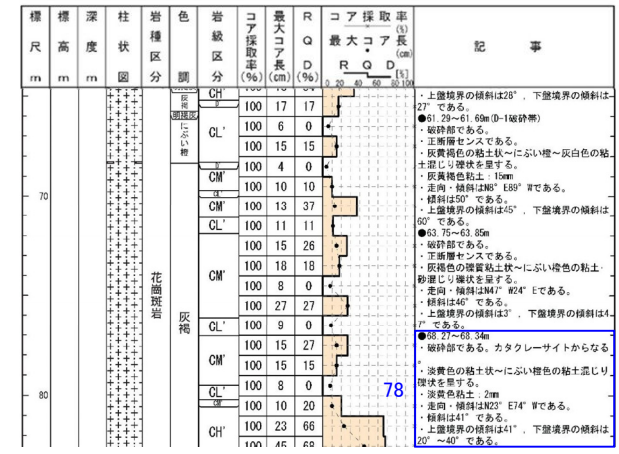 標 標 深 柱 岩 色 岩 コア採取率 最大コア長 RQD コア採取率(%)
尺 高 度 状 種区 級区 最大コア長(cm) 記 事
m m m 図 分 調 分 (%) (cm) (%) RQD[%]
0 20 40 60 80 100
CH'
灰褐 D 100 17 17
明褐灰 100 6 0
にぶい橙 CL' 100 15 15
D 100 4 0
CM' 100 10 10
70 CL'
CM' 100 13 37
CL' 100 11 11
100 15 26
100 18 18
CM' 100 8 0
花崗斑岩 100 27 27
灰褐 CL' 100 9 0
100 15 27
CM' 100 15 15
80 CL' 100 8 0 78
CM' 100 10 20
CH' 100 23 66
100 45 68
・上盤境界の傾斜は28°，下盤境界の傾斜は
27°である。
●61.29～61.69m(D-1破砕帯)
・破砕部である。
・正断層センスである。
・灰黄褐色の粘土状～にぶい橙～灰白色の粘
土混じり礫状を呈する。
・灰黄褐色粘土：15mm
・走向・傾斜はN8°E89°Wである。
・傾斜は50°である。
・上盤境界の傾斜は45°，下盤境界の傾斜は
60°である。
●63.75～63.85m
・破砕部である。
・正断層センスである。
・灰褐色の礫質粘土状～にぶい橙色の粘土・
砂混じり礫状を呈する。
・走向・傾斜はN47°W24°Eである。
・傾斜は46°である。
・上盤境界の傾斜は3°，下盤境界の傾斜は4
7°である。
●68.27～68.34m
・破砕部である。カタクレーサイトからなる
。
・淡黄色の粘土状～にぶい橙色の粘土混じり
礫状を呈する。
・淡黄色粘土：2mm
・走向・傾斜はN23°E74°Wである。
・傾斜は41°である。
・上盤境界の傾斜は41°，下盤境界の傾斜は
20°～40°である。